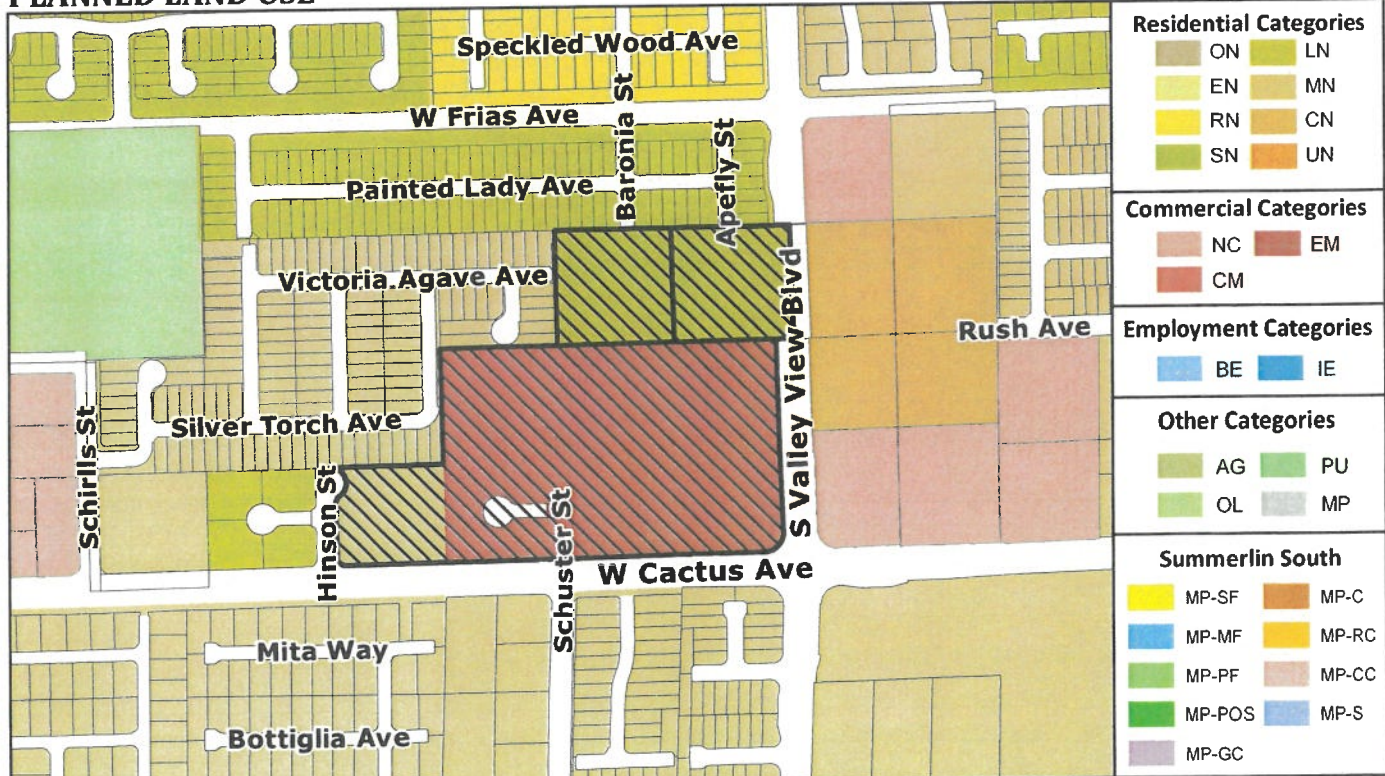 PLANNED LAND USE
Speckled Wood Ave
W Frias Ave
Baronia St
Apefly St
Painted Lady Ave
Victoria Agave Ave
S Valley View Blvd
Rush Ave
Silver Torch Ave
Schirlls St
Hinson St
Schuster St
W Cactus Ave
Mita Way
Bottiglia Ave
Residential Categories
ON LN
EN MN
RN CN
SN UN
Commercial Categories
NC EM
CM
Employment Categories
BE IE
Other Categories
AG PU
OL MP
Summerlin South
MP-SF MP-C
MP-MF MP-RC
MP-PF MP-CC
MP-POS MP-S
MP-GC